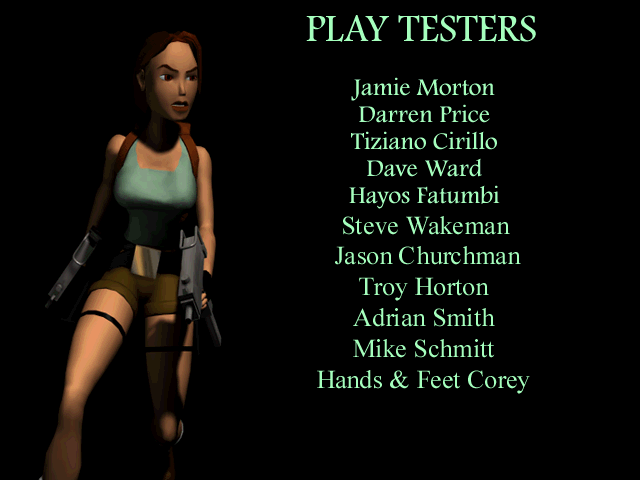 PLAY TESTERS
Jamie Morton
Darren Price
Tiziano Cirillo
Dave Ward
Hayos Fatumbi
Steve Wakeman
Jason Churchman
Troy Horton
Adrian Smith
Mike Schmitt
Hands & Feet Corey